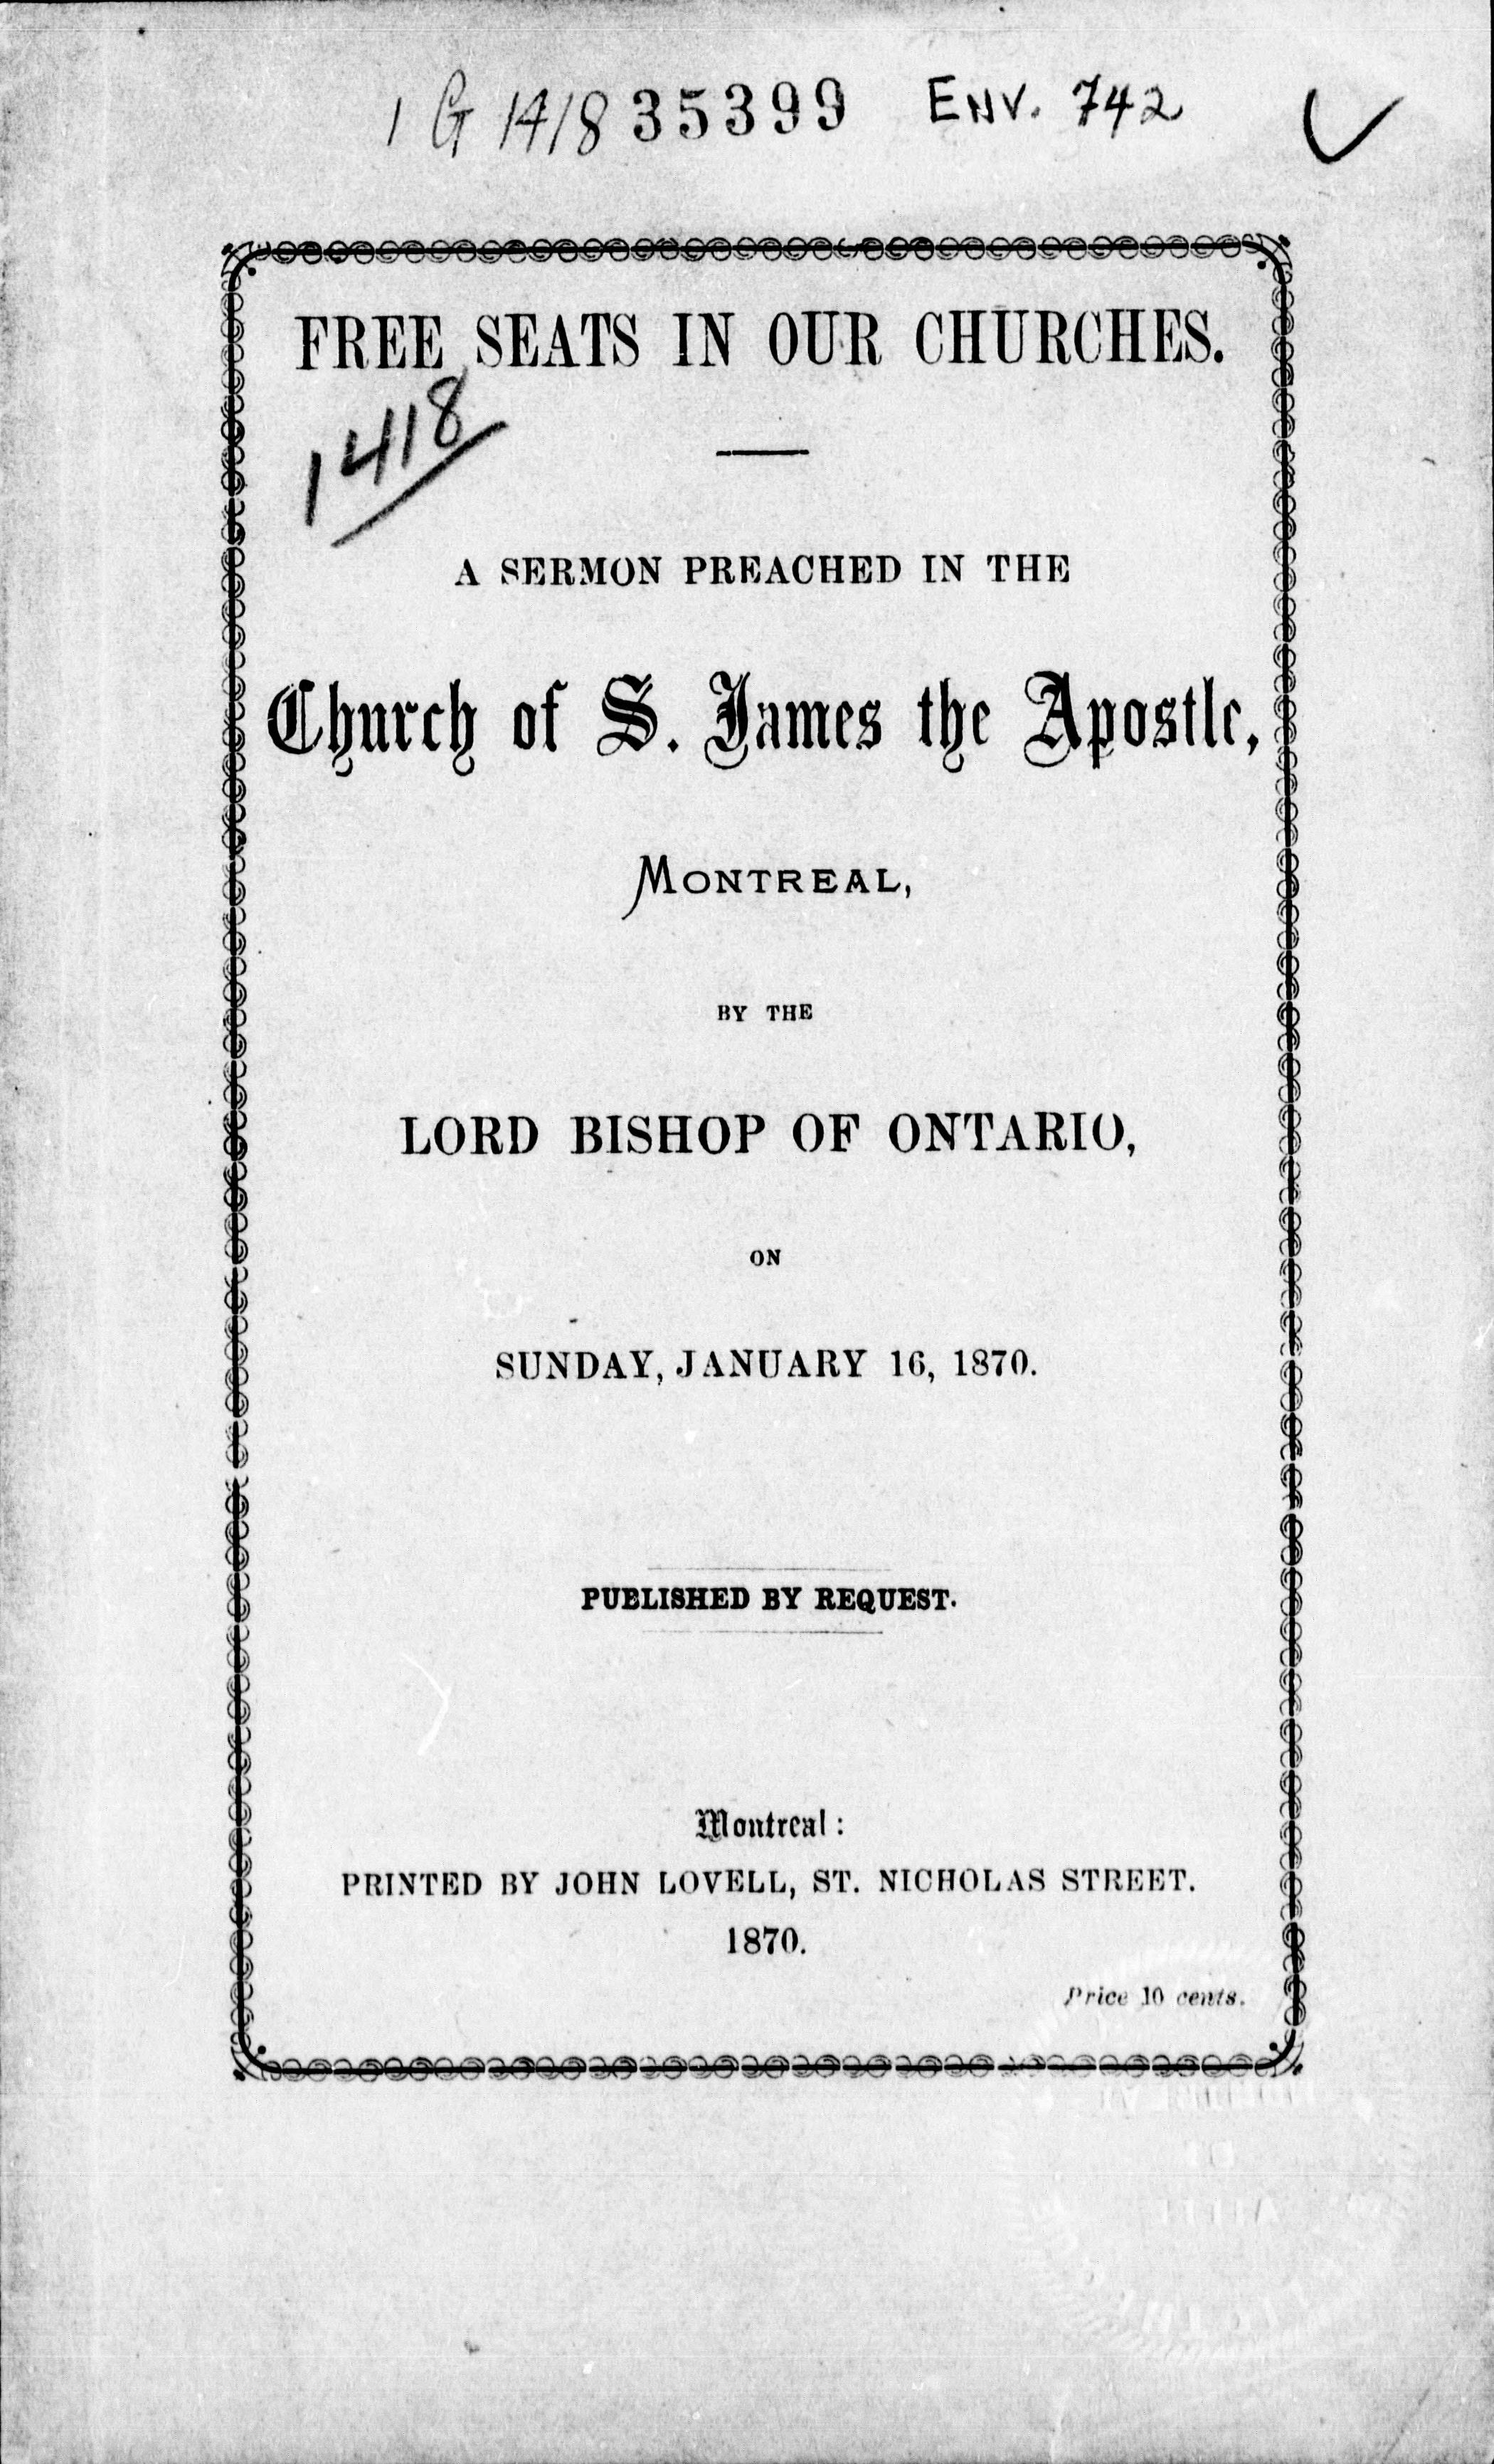 1 G 1418 35399 ENV. 742
FREE SEATS IN OUR CHURCHES.
1418
A SERMON PREACHED IN THE
Church of S. James the Apostle,
MONTREAL,
BY THE
LORD BISHOP OF ONTARIO,
ON
SUNDAY, JANUARY 16, 1870.
PUBLISHED BY REQUEST.
Montreal:
PRINTED BY JOHN LOVELL, ST. NICHOLAS STREET.
1870.
Price 10 cents.